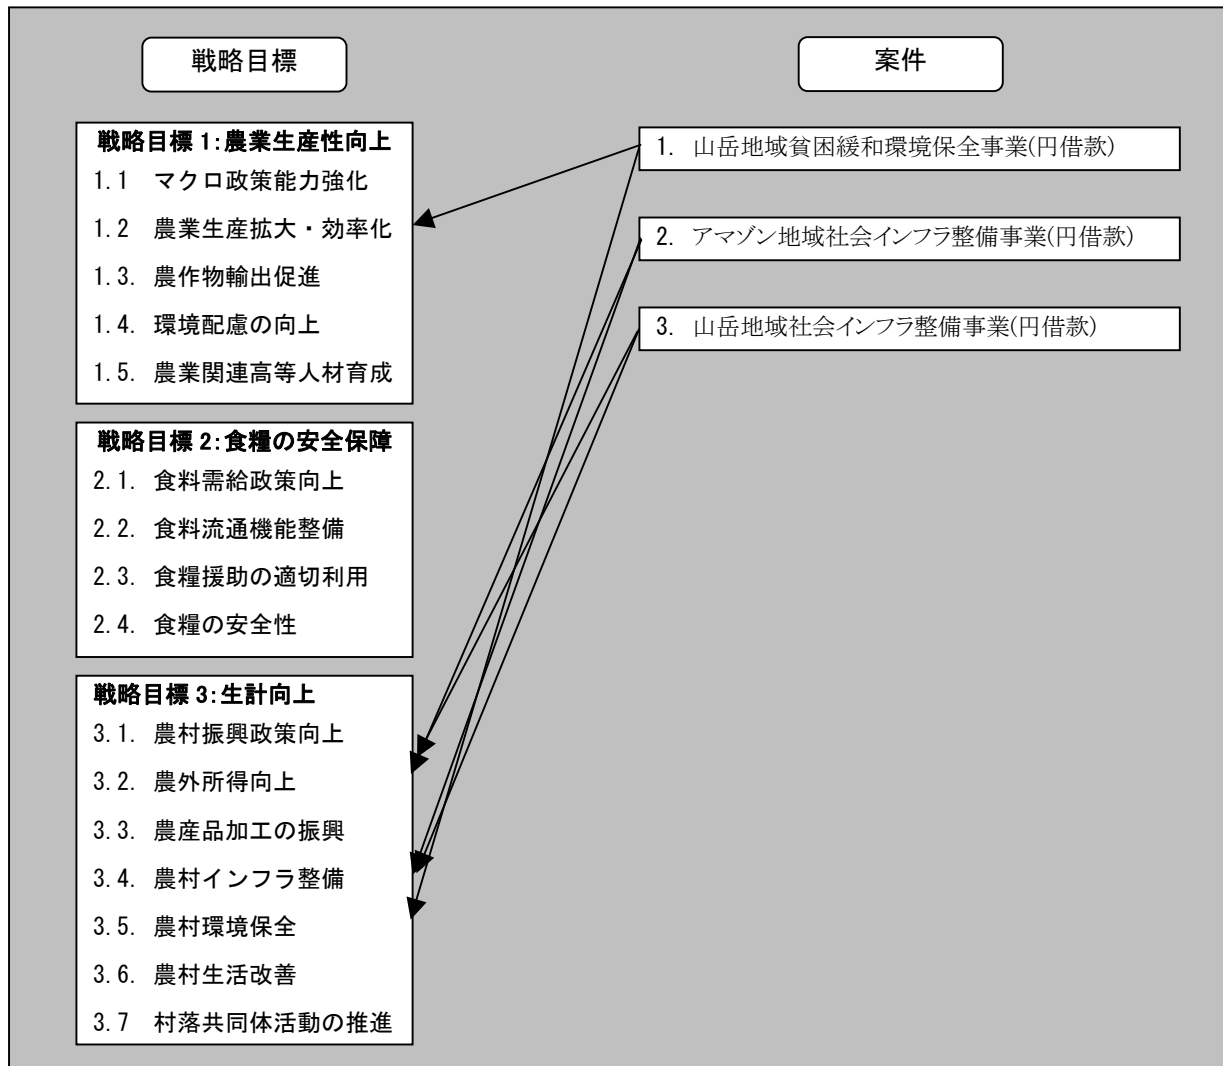 戦略目標
案件
戦略目標 1:農業生産性向上
1.1 マクロ政策能力強化
1.2 農業生産拡大・効率化
1.3. 農作物輸出促進
1.4. 環境配慮の向上
1.5. 農業関連高等人材育成
戦略目標 2:食糧の安全保障
2.1. 食料需給政策向上
2.2. 食料流通機能整備
2.3. 食糧援助の適切利用
2.4. 食糧の安全性
戦略目標 3:生計向上
3.1. 農村振興政策向上
3.2. 農外所得向上
3.3. 農産品加工の振興
3.4. 農村インフラ整備
3.5. 農村環境保全
3.6. 農村生活改善
3.7 村落共同体活動の推進
1. 山岳地域貧困緩和環境保全事業(円借款)
2. アマゾン地域社会インフラ整備事業(円借款)
3. 山岳地域社会インフラ整備事業(円借款)